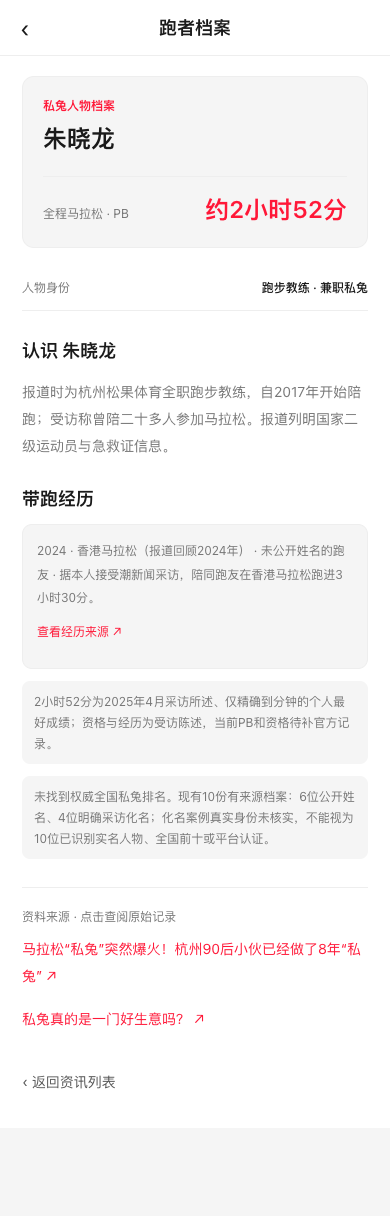 ‹
跑者档案
私兔人物档案
朱晓龙
全程马拉松 · PB
约2小时52分
人物身份
跑步教练 · 兼职私兔
认识 朱晓龙
报道时为杭州松果体育全职跑步教练，自2017年开始陪
跑；受访称曾陪二十多人参加马拉松。报道列明国家二
级运动员与急救证信息。
带跑经历
2024 · 香港马拉松（报道回顾2024年） · 未公开姓名的跑
友 · 据本人接受潮新闻采访，陪同跑友在香港马拉松跑进3
小时30分。
查看经历来源 ↗
2小时52分为2025年4月采访所述、仅精确到分钟的个人最
好成绩；资格与经历为受访陈述，当前PB和资格待补官方记
录。
未找到权威全国私兔排名。现有10份有来源档案：6位公开姓
名、4位明确采访化名；化名案例真实身份未核实，不能视为
10位已识别实名人物、全国前十或平台认证。
资料来源 · 点击查阅原始记录
马拉松“私兔”突然爆火！杭州90后小伙已经做了8年“私
兔” ↗
私兔真的是一门好生意吗？ ↗
‹ 返回资讯列表